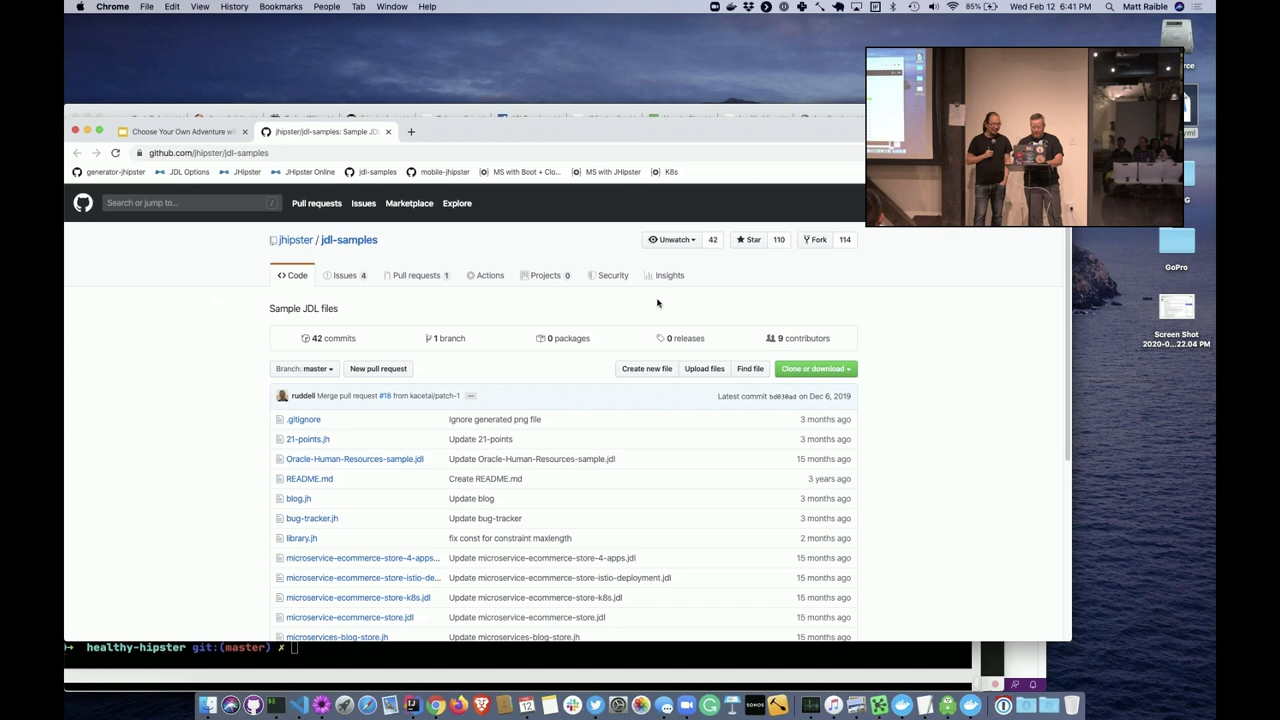 Chrome File Edit View History Bookmarks People Tab Window Help 85% Wed Feb 12 6:41 PM Matt Raible
Choose Your Own Adventure wi jhipster/jdl-samples: Sample JD
github.com/jhipster/jdl-samples
generator-jhipster JDL Options JHipster JHipster Online jdl-samples mobile-jhipster MS with Boot + Clo... MS with JHipster K8s
Search or jump to... / Pull requests Issues Marketplace Explore
jhipster / jdl-samples Unwatch 42 Star 110 Fork 114
Code Issues 4 Pull requests 1 Actions Projects 0 Security Insights
Sample JDL files
42 commits 1 branch 0 packages 0 releases 9 contributors
Branch: master New pull request Create new file Upload files Find file Clone or download
ruddell Merge pull request #18 from kacetal/patch-1 ... Latest commit bd030ad on Dec 6, 2019
.gitignore Ignore generated png file 3 months ago
21-points.jh Update 21-points 3 months ago
Oracle-Human-Resources-sample.jdl Update Oracle-Human-Resources-sample.jdl 15 months ago
README.md Create README.md 3 years ago
blog.jh Update blog 3 months ago
bug-tracker.jh Update bug-tracker 3 months ago
library.jh fix const for constraint maxlength 2 months ago
microservice-ecommerce-store-4-apps... Update microservice-ecommerce-store-4-apps.jdl 15 months ago
microservice-ecommerce-store-istio-de... Update microservice-ecommerce-store-istio-deployment.jdl 15 months ago
microservice-ecommerce-store-k8s.jdl Update microservice-ecommerce-store-k8s.jdl 15 months ago
microservice-ecommerce-store.jdl Update microservice-ecommerce-store.jdl 15 months ago
microservices-blog-store.jh Update microservices-blog-store.jh 15 months ago
healthy-hipster git:(master) ✗
rce
yml
G
GoPro
Screen Shot
2020-0...22.04 PM
12
SONOS